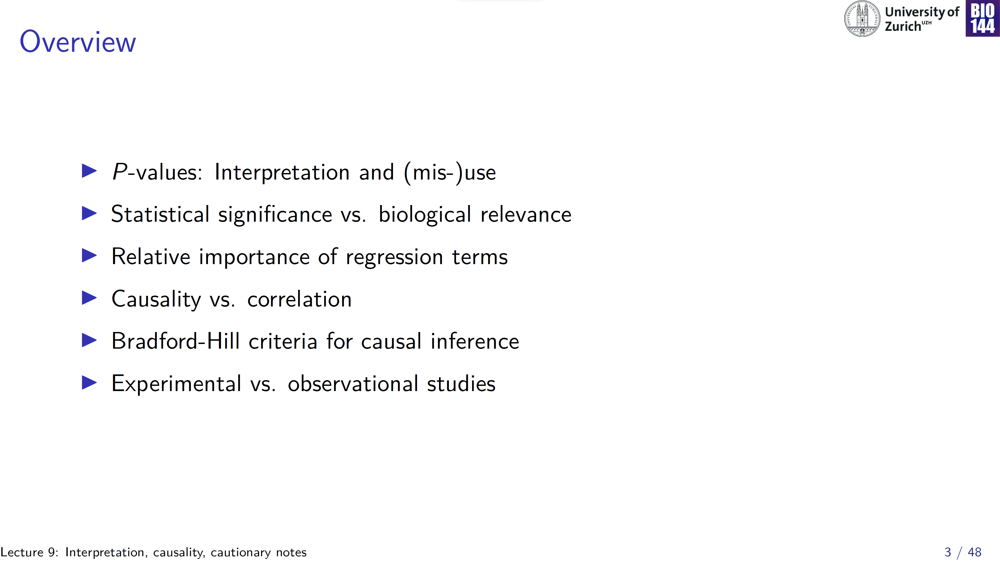 University of
Zurich UZH
BIO
144
Overview
P-values: Interpretation and (mis-)use
Statistical significance vs. biological relevance
Relative importance of regression terms
Causality vs. correlation
Bradford-Hill criteria for causal inference
Experimental vs. observational studies
Lecture 9: Interpretation, causality, cautionary notes
3 / 48